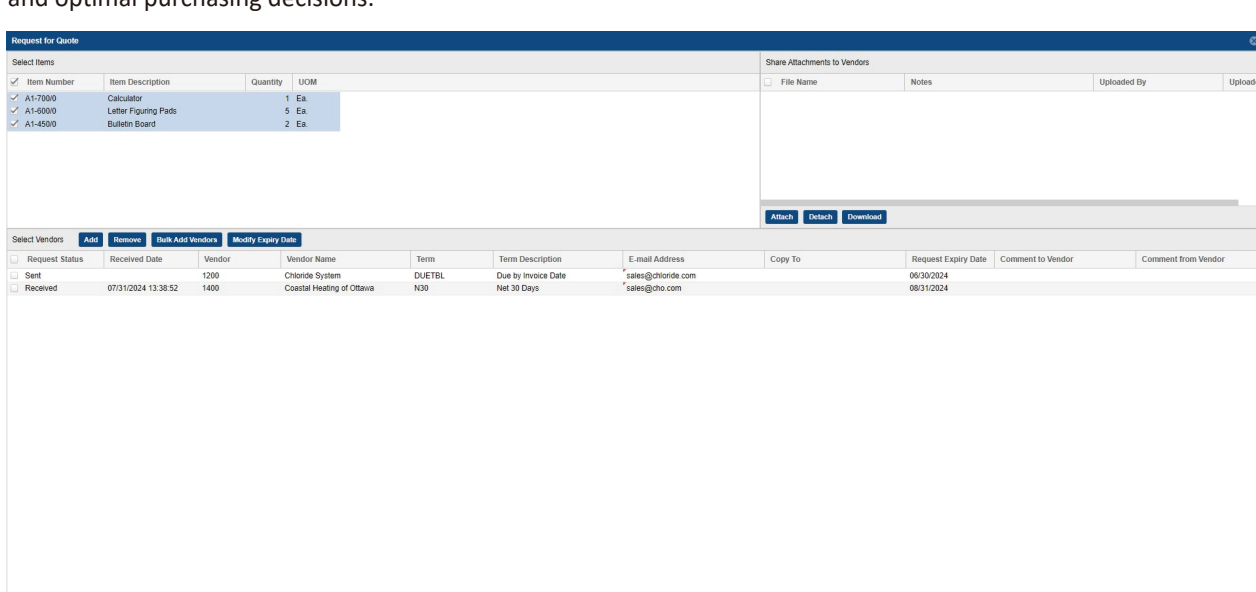 and optimal purchasing decisions.
Request for Quote
Select Items
Item Number Item Description Quantity UOM
A1-700/0 Calculator 1 Ea.
A1-600/0 Letter Figuring Pads 5 Ea.
A1-450/0 Bulletin Board 2 Ea.
Share Attachments to Vendors
File Name Notes Uploaded By Upload
Attach Detach Download
Select Vendors Add Remove Bulk Add Vendors Modify Expiry Date
Request Status Received Date Vendor Vendor Name Term Term Description E-mail Address Copy To Request Expiry Date Comment to Vendor Comment from Vendor
Sent 1200 Chloride System DUETBL Due by Invoice Date sales@chloride.com 06/30/2024
Received 07/31/2024 13:38:52 1400 Coastal Heating of Ottawa N30 Net 30 Days sales@cho.com 08/31/2024